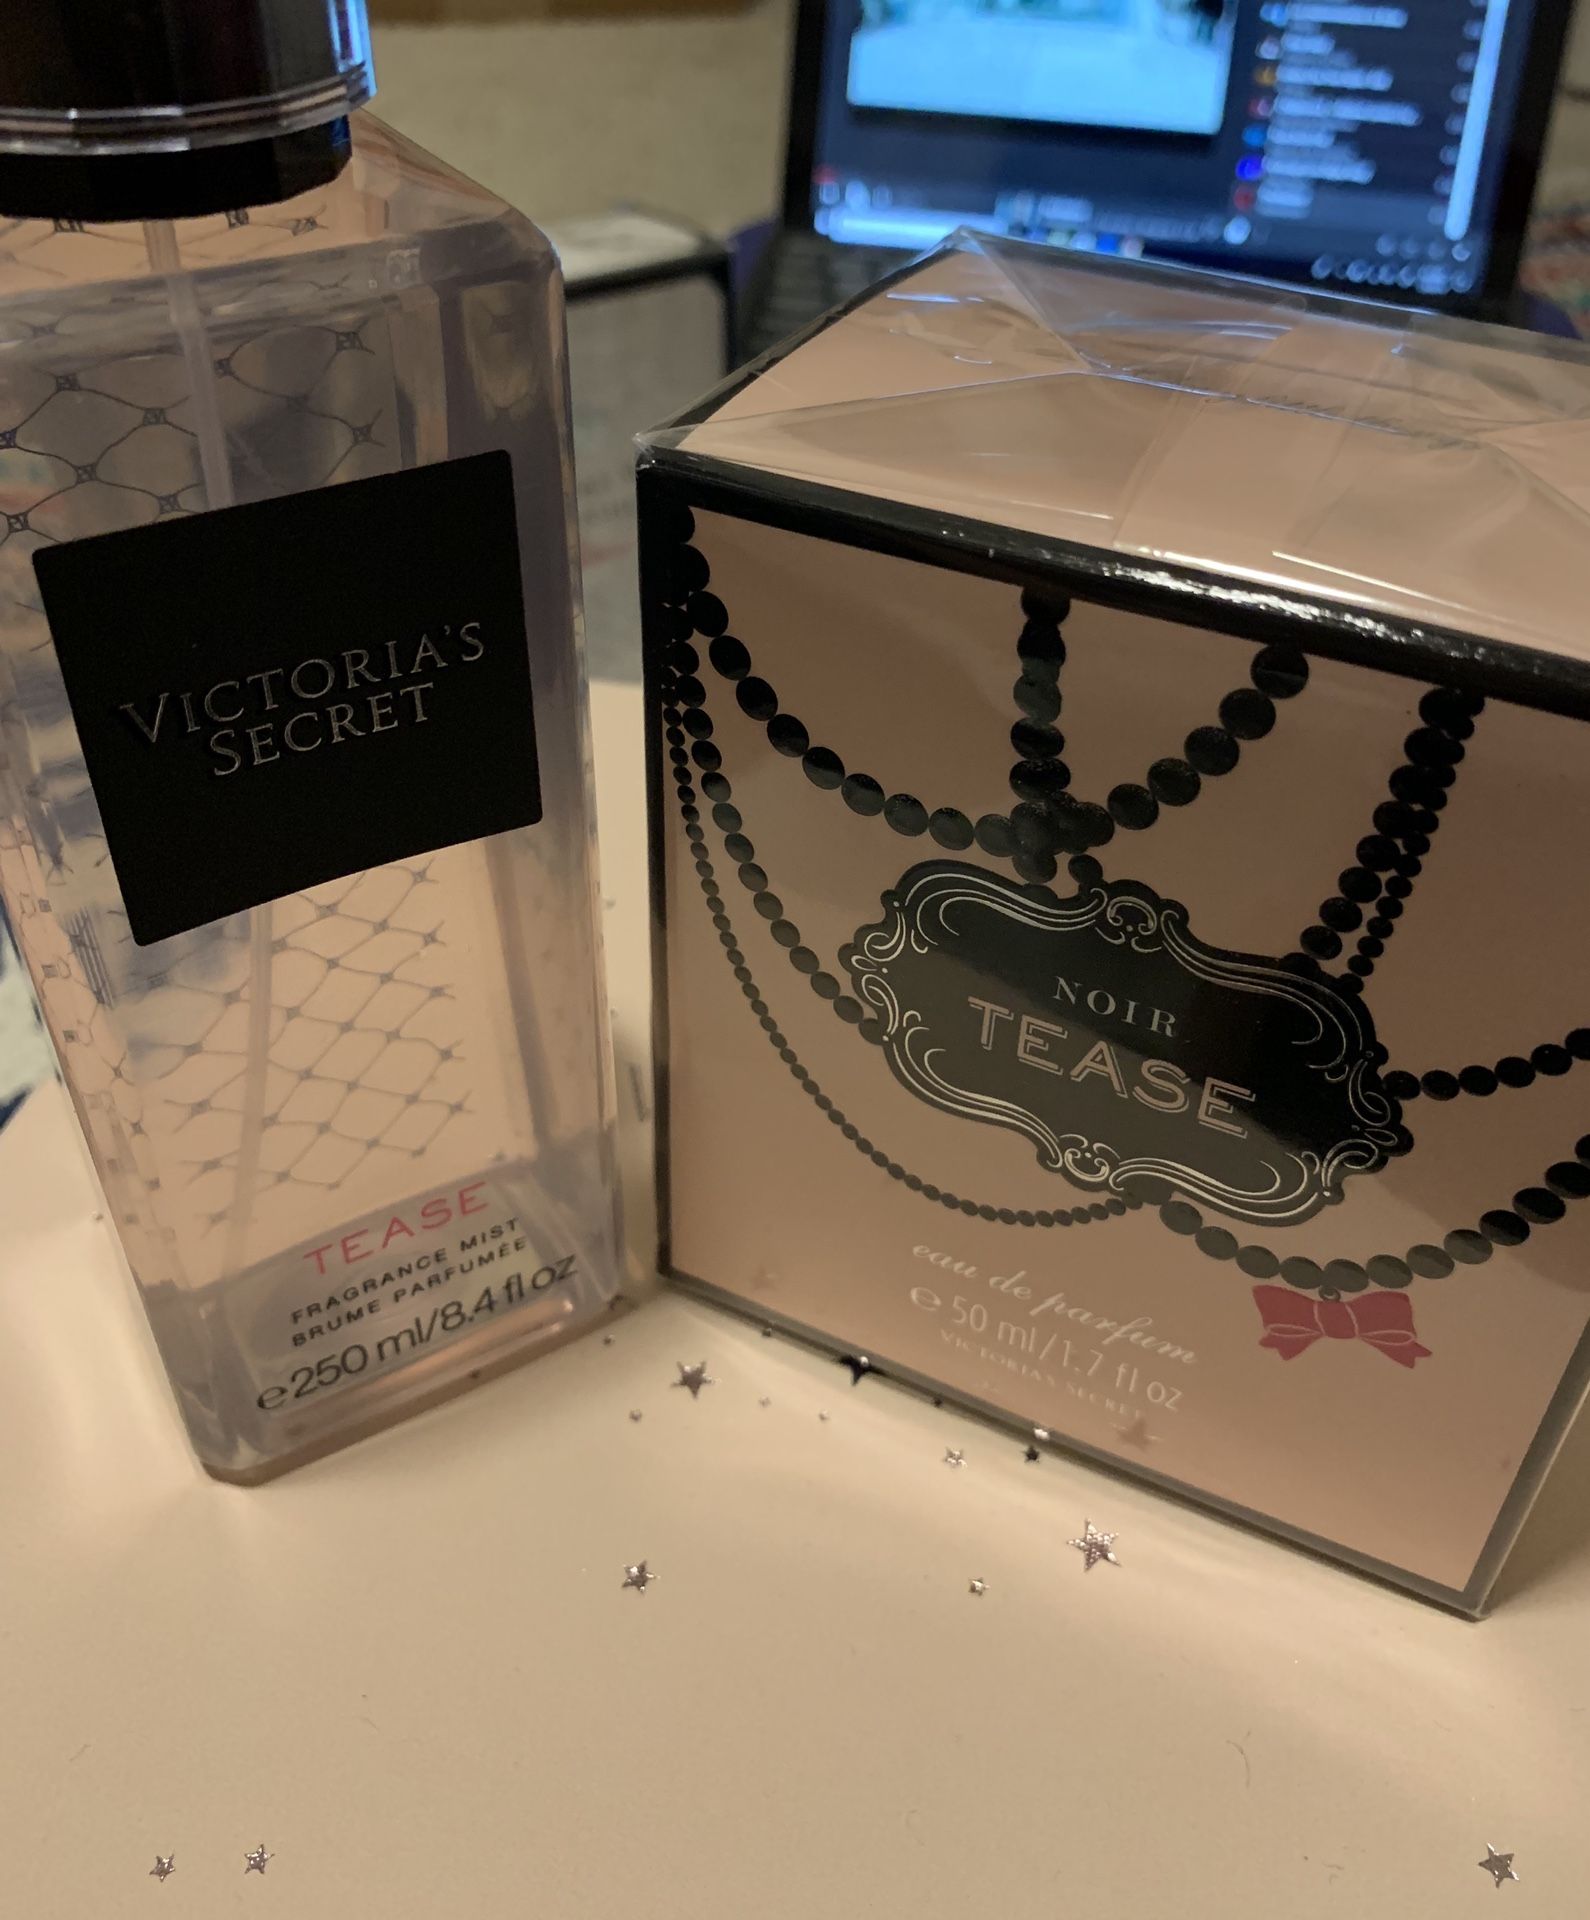 VICTORIA'S
SECRET
TEASE
FRAGRANCE MIST
BRUME PARFUMÉE
e250 ml/8.4 fl oz
NOIR
TEASE
eau de parfum
e 50 ml/1.7 fl oz
VICTORIA'S SECRET